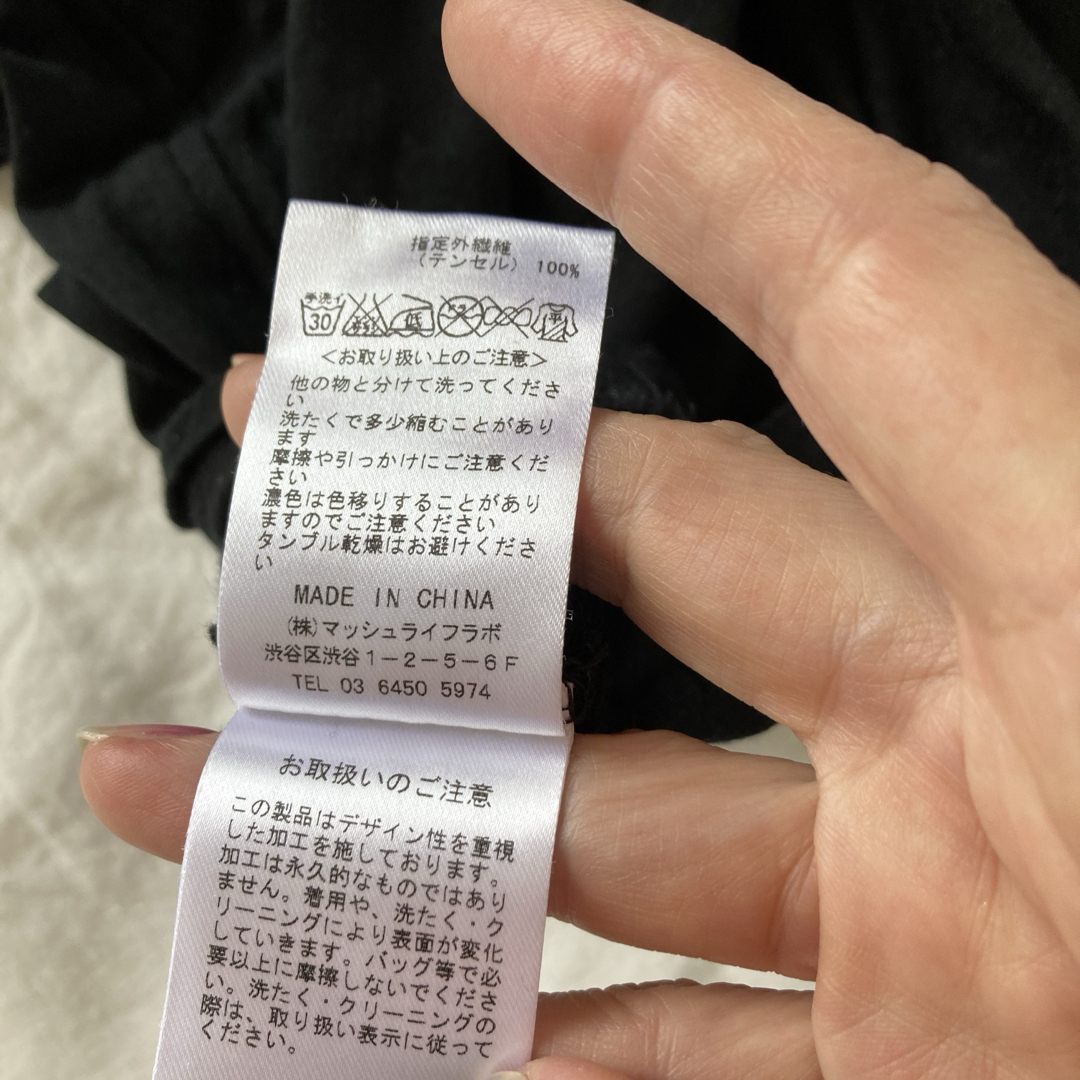 指定外繊維
（テンセル） 100%
手洗イ
30
低
平
＜お取り扱い上のご注意＞
他の物と分けて洗ってくださ
い
洗たくで多少縮むことがあり
ます
摩擦や引っかけにご注意くだ
さい
濃色は色移りすることがあり
ますのでご注意ください
タンブル乾燥はお避けくださ
い
MADE IN CHINA
(株)マッシュライフラボ
渋谷区渋谷1－2－5－6F
TEL 03 6450 5974
お取扱いのご注意
この製品はデザイン性を重視
した加工を施しております。
加工は永久的なものではあり
ません。着用や、洗たく・ク
リーニングにより表面が変化
していきます。バッグ等で必
要以上に摩擦しないでくださ
い。洗たく・クリーニングの
際は、取り扱い表示に従って
ください。